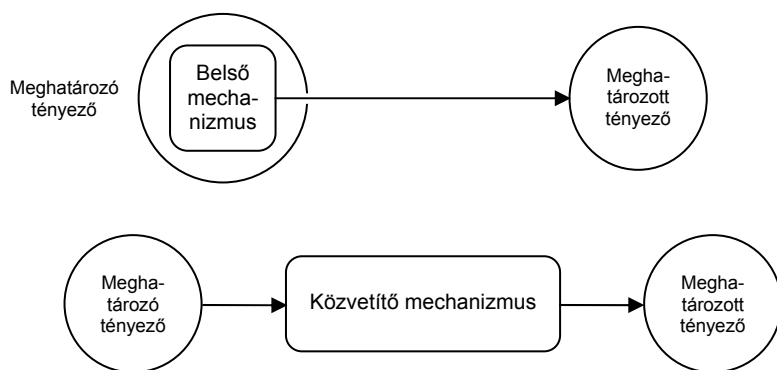 Meghatározó
tényező
Belső
mecha-
nizmus
Megha-
tározott
tényező
Megha-
tározó
tényező
Közvetítő mechanizmus
Megha-
tározott
tényező